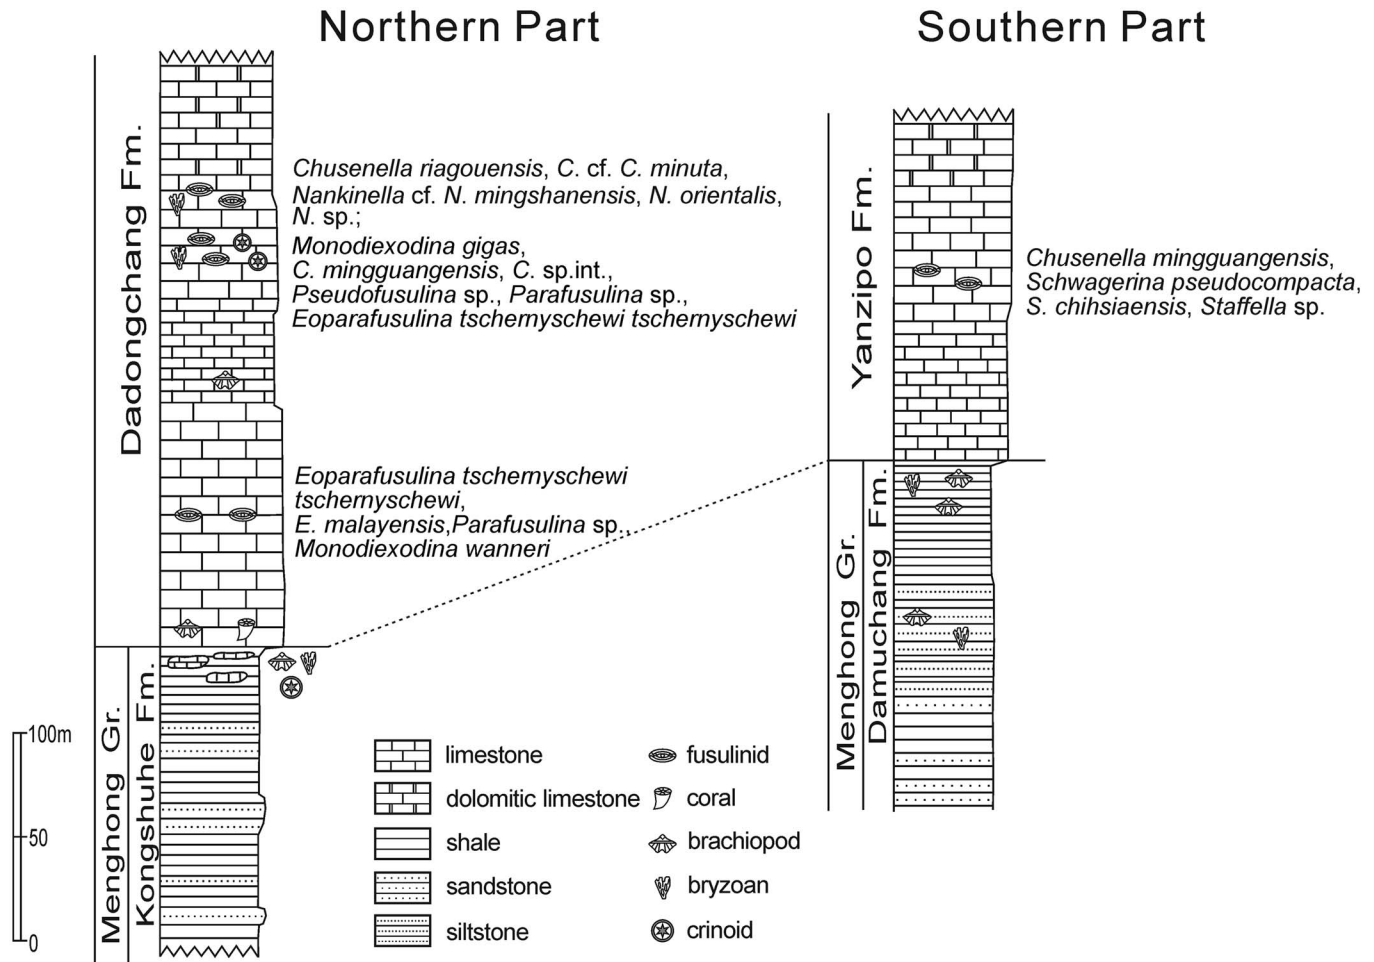 Northern Part
Southern Part
Dadongchang Fm.
Chusenella riagouensis, C. cf. C. minuta,
Nankinella cf. N. mingshanensis, N. orientalis,
N. sp.;
Monodiexodina gigas,
C. mingguangensis, C. sp.int.,
Pseudofusulina sp., Parafusulina sp.,
Eoparafusulina tschernyschewi tschernyschewi
Eoparafusulina tschernyschewi
tschernyschewi,
E. malayensis,Parafusulina sp.,
Monodiexodina wanneri
Menghong Gr.
Kongshuhe Fm.
Yanzipo Fm.
Chusenella mingguangensis,
Schwagerina pseudocompacta,
S. chihsiaensis, Staffella sp.
Menghong Gr.
Damuchang Fm.
100m
50
0
limestone
dolomitic limestone
shale
sandstone
siltstone
fusulinid
coral
brachiopod
bryzoan
crinoid